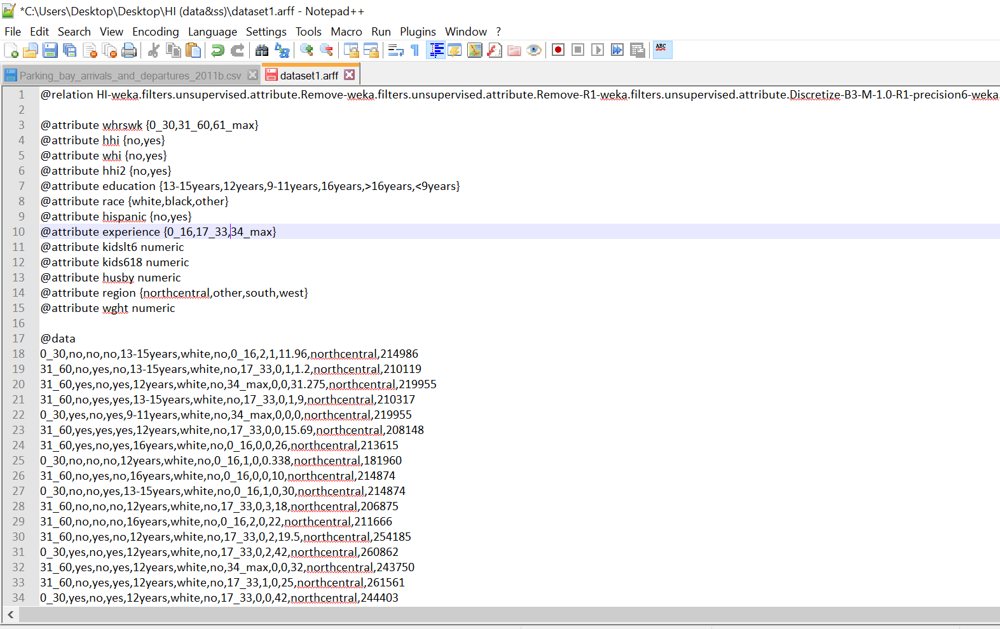 *C:\Users\Desktop\Desktop\HI (data&ss)\dataset1.arff - Notepad++
File Edit Search View Encoding Language Settings Tools Macro Run Plugins Window ?
ABC
Parking_bay_arrivals_and_departures_2011b.csv dataset1.arff
1 @relation HI-weka.filters.unsupervised.attribute.Remove-weka.filters.unsupervised.attribute.Remove-R1-weka.filters.unsupervised.attribute.Discretize-B3-M-1.0-R1-precision6-weka.
2
3 @attribute whrswk {0_30,31_60,61_max}
4 @attribute hhi {no,yes}
5 @attribute whi {no,yes}
6 @attribute hhi2 {no,yes}
7 @attribute education {13-15years,12years,9-11years,16years,>16years,<9years}
8 @attribute race {white,black,other}
9 @attribute hispanic {no,yes}
10 @attribute experience {0_16,17_33,34_max}
11 @attribute kidslt6 numeric
12 @attribute kids618 numeric
13 @attribute husby numeric
14 @attribute region {northcentral,other,south,west}
15 @attribute wght numeric
16
17 @data
18 0_30,no,no,no,13-15years,white,no,0_16,2,1,11.96,northcentral,214986
19 31_60,no,yes,no,13-15years,white,no,17_33,0,1,1.2,northcentral,210119
20 31_60,yes,no,yes,12years,white,no,34_max,0,0,31.275,northcentral,219955
21 31_60,no,yes,yes,13-15years,white,no,17_33,0,1,9,northcentral,210317
22 0_30,yes,no,yes,9-11years,white,no,34_max,0,0,0,northcentral,219955
23 31_60,yes,yes,yes,12years,white,no,17_33,0,0,15.69,northcentral,208148
24 31_60,yes,no,yes,16years,white,no,0_16,0,0,26,northcentral,213615
25 0_30,no,no,no,12years,white,no,0_16,1,0,0.338,northcentral,181960
26 31_60,no,yes,no,16years,white,no,0_16,0,0,10,northcentral,214874
27 0_30,no,no,yes,13-15years,white,no,0_16,1,0,30,northcentral,214874
28 31_60,no,no,no,12years,white,no,17_33,0,3,18,northcentral,206875
29 31_60,no,no,no,16years,white,no,0_16,2,0,22,northcentral,211666
30 31_60,no,yes,no,12years,white,no,17_33,0,2,19.5,northcentral,254185
31 0_30,yes,no,yes,12years,white,no,17_33,0,2,42,northcentral,260862
32 31_60,yes,no,yes,12years,white,no,34_max,0,0,32,northcentral,243750
33 31_60,no,yes,yes,12years,white,no,17_33,1,0,25,northcentral,261561
34 0_30,yes,no,yes,12years,white,no,17_33,0,0,42,northcentral,244403